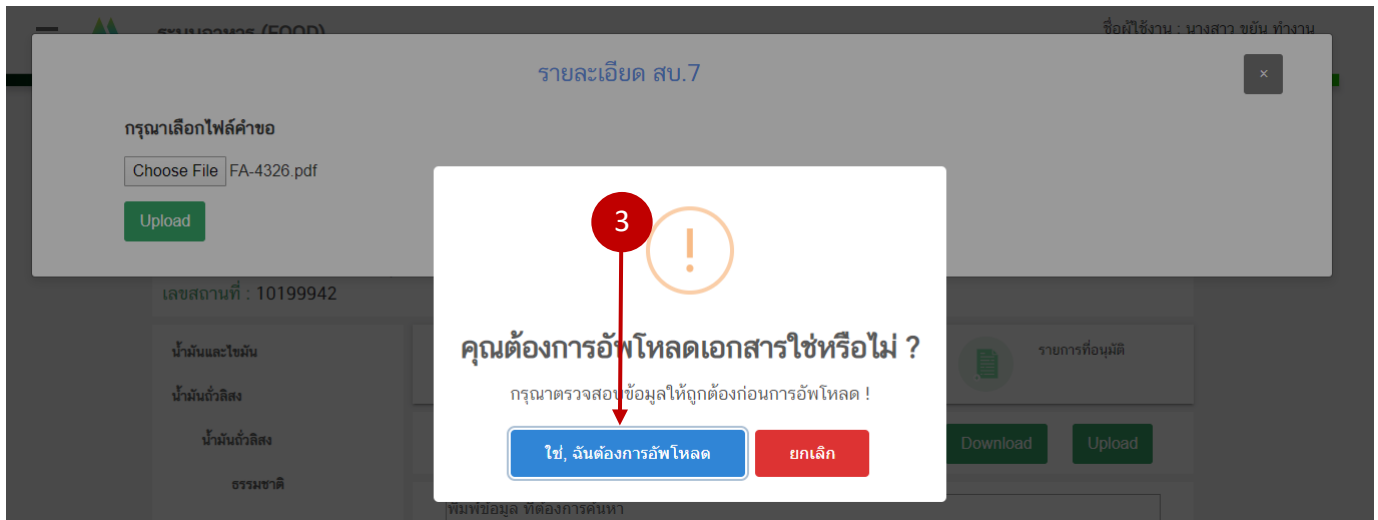 ระบบอาหาร (FOOD)
ชื่อผู้ใช้งาน : นางสาว ขยัน ทำงาน
รายละเอียด สบ.7
×
กรุณาเลือกไฟล์คำขอ
Choose File FA-4326.pdf
Upload
3
!
เลขสถานที่ : 10199942
คุณต้องการอัพโหลดเอกสารใช่หรือไม่ ?
กรุณาตรวจสอบข้อมูลให้ถูกต้องก่อนการอัพโหลด !
ใช่, ฉันต้องการอัพโหลด
ยกเลิก
น้ำมันและไขมัน
น้ำมันถั่วลิสง
น้ำมันถั่วลิสง
ธรรมชาติ
รายการที่อนุมัติ
Download
Upload
พิมพ์ข้อมูล ที่ต้องการค้นหา